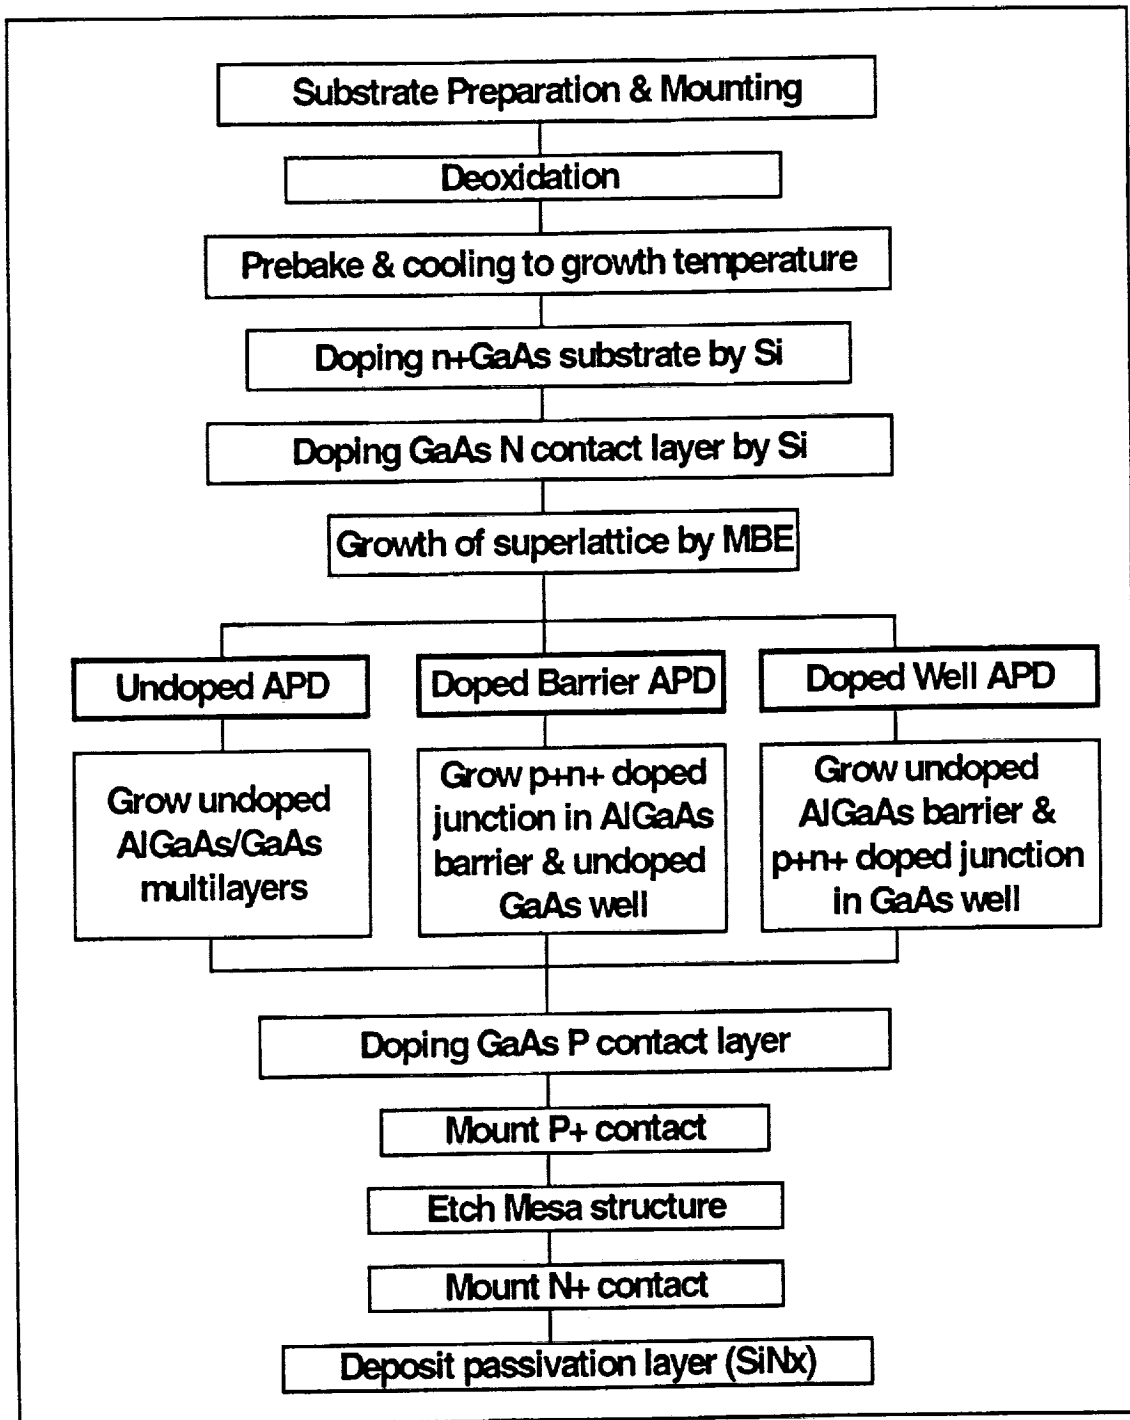 Substrate Preparation & Mounting
Deoxidation
Prebake & cooling to growth temperature
Doping n+GaAs substrate by Si
Doping GaAs N contact layer by Si
Growth of superlattice by MBE
Undoped APD
Doped Barrier APD
Doped Well APD
Grow undoped
AlGaAs/GaAs
multilayers
Grow p+n+ doped
junction in AlGaAs
barrier & undoped
GaAs well
Grow undoped
AlGaAs barrier &
p+n+ doped junction
in GaAs well
Doping GaAs P contact layer
Mount P+ contact
Etch Mesa structure
Mount N+ contact
Deposit passivation layer (SiNx)